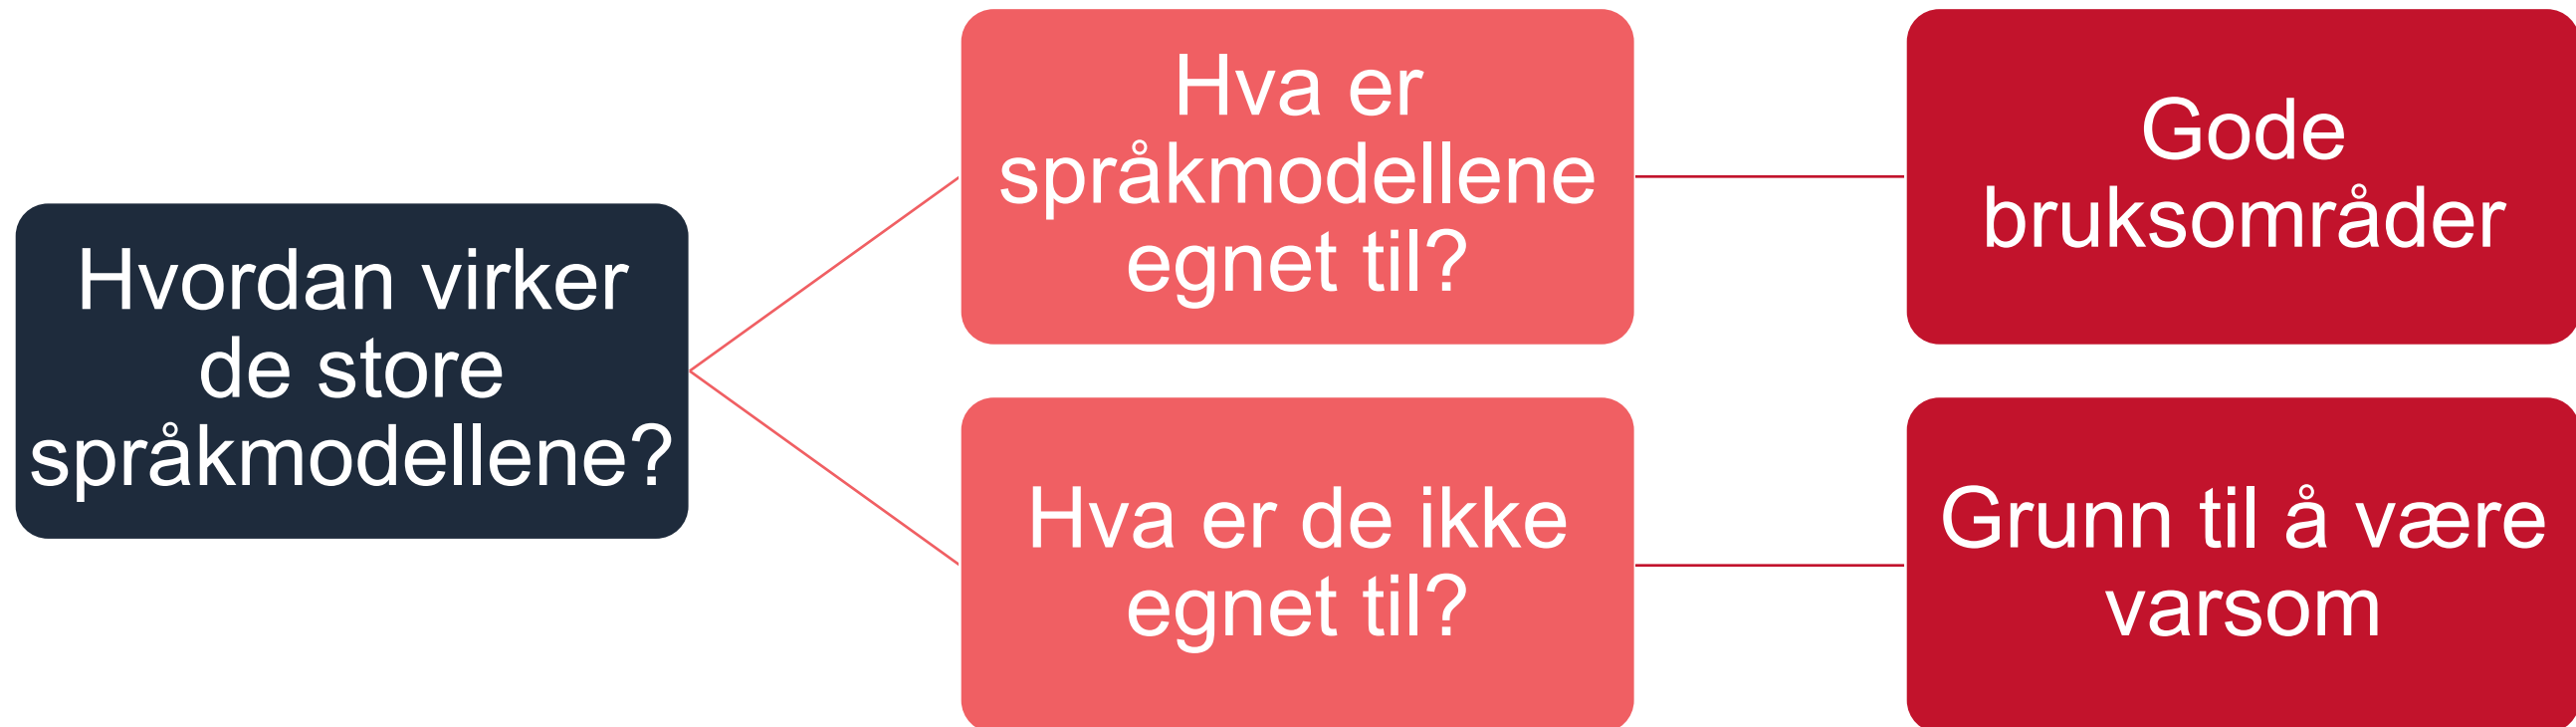 Hvordan virker
de store
språkmodellene?
Hva er
språkmodellene
egnet til?
Gode
bruksområder
Hva er de ikke
egnet til?
Grunn til å være
varsom